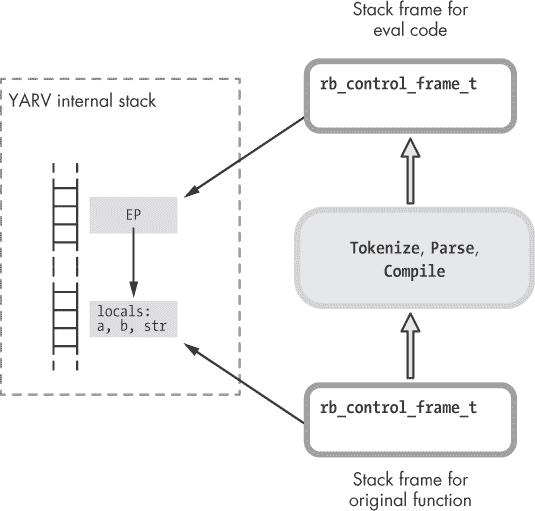 Stack frame for
eval code
YARV internal stack
rb_control_frame_t
EP
Tokenize, Parse,
Compile
locals:
a, b, str
rb_control_frame_t
Stack frame for
original function